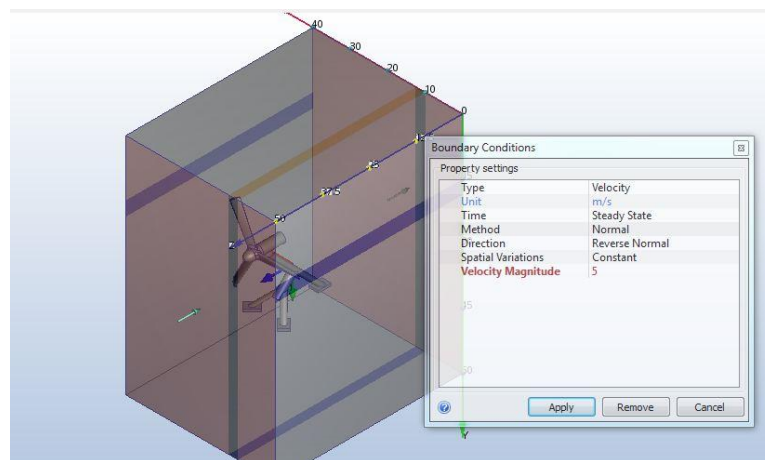 40
30
20
10
0
50
Z
Boundary Conditions
Property settings
Type Velocity
Unit m/s
Time Steady State
Method Normal
Direction Reverse Normal
Spatial Variations Constant
Velocity Magnitude 5
Apply Remove Cancel
Y